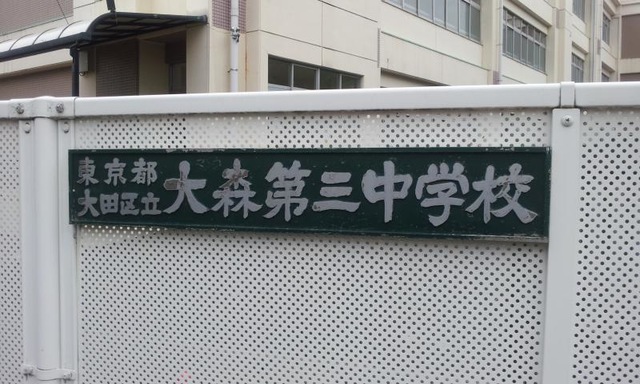 東京都
大田区立
大森第三中学校